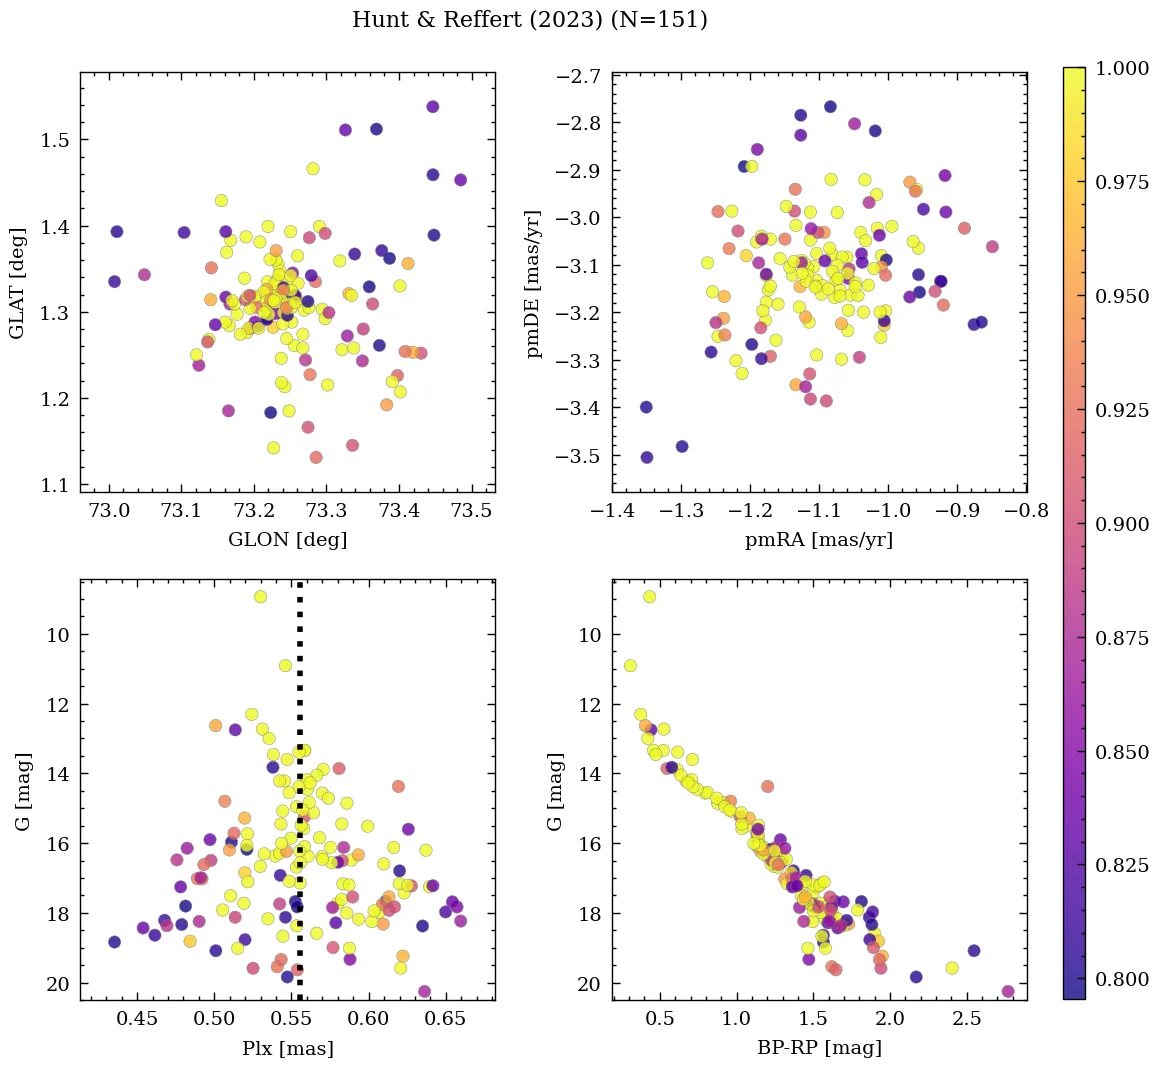 Hunt & Reffert (2023) (N=151)
1.5
1.4
1.3
1.2
1.1
GLAT [deg]
73.0 73.1 73.2 73.3 73.4 73.5
GLON [deg]
−2.7
−2.8
−2.9
−3.0
−3.1
−3.2
−3.3
−3.4
−3.5
pmDE [mas/yr]
−1.4 −1.3 −1.2 −1.1 −1.0 −0.9 −0.8
pmRA [mas/yr]
10
12
14
16
18
20
G [mag]
0.45 0.50 0.55 0.60 0.65
Plx [mas]
10
12
14
16
18
20
G [mag]
0.5 1.0 1.5 2.0 2.5
BP-RP [mag]
1.000
0.975
0.950
0.925
0.900
0.875
0.850
0.825
0.800